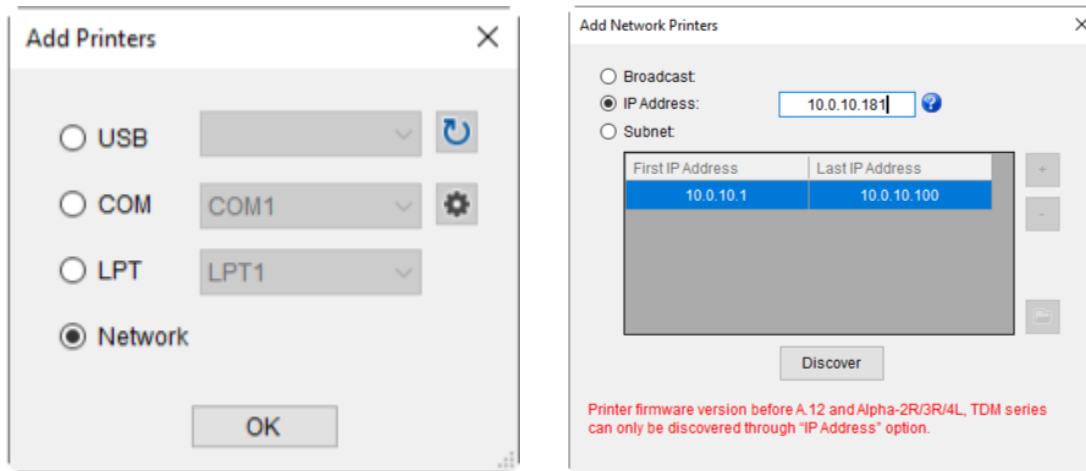 Add Printers
USB
COM
COM1
LPT
LPT1
Network
OK
Add Network Printers
Broadcast:
IP Address:
10.0.10.181
?
Subnet:
First IP Address
Last IP Address
10.0.10.1
10.0.10.100
+
-
Discover
Printer firmware version before A.12 and Alpha-2R/3R/4L, TDM series
can only be discovered through “IP Address” option.